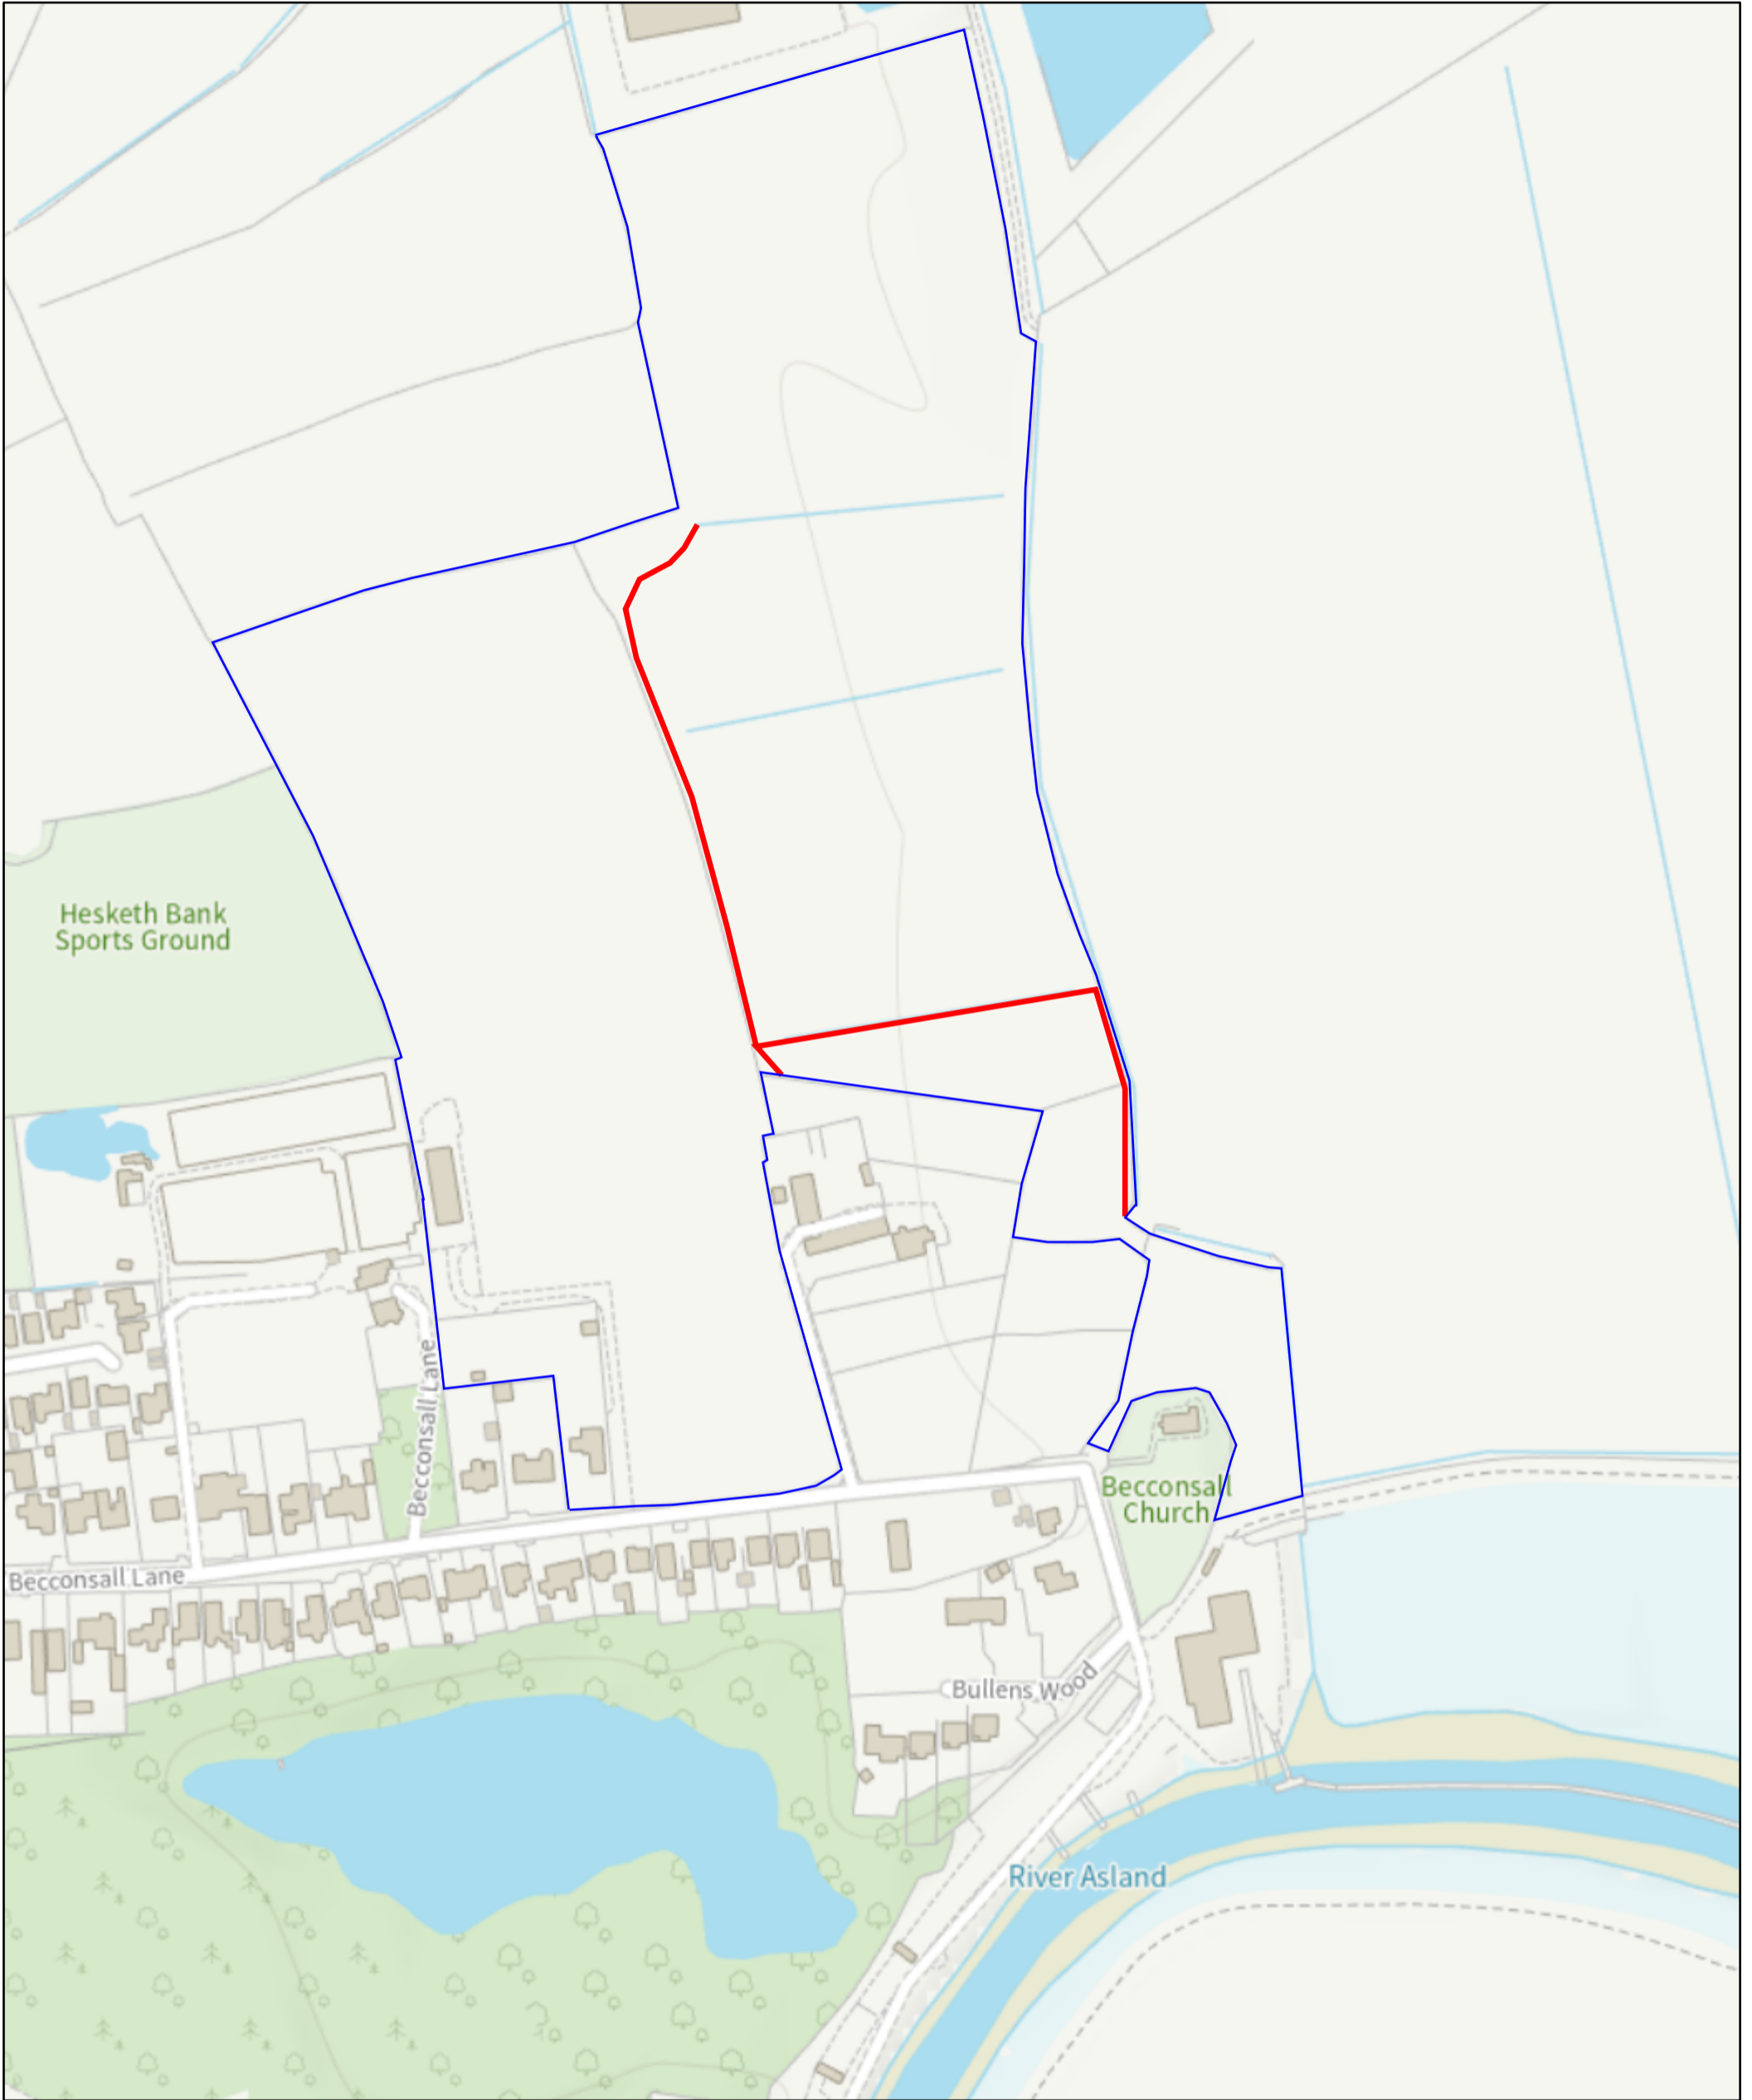 Hesketh Bank
Sports Ground
Becconsall Lane
Becconsall
Church
Becconsall Lane
Bullens Wood
River Asland